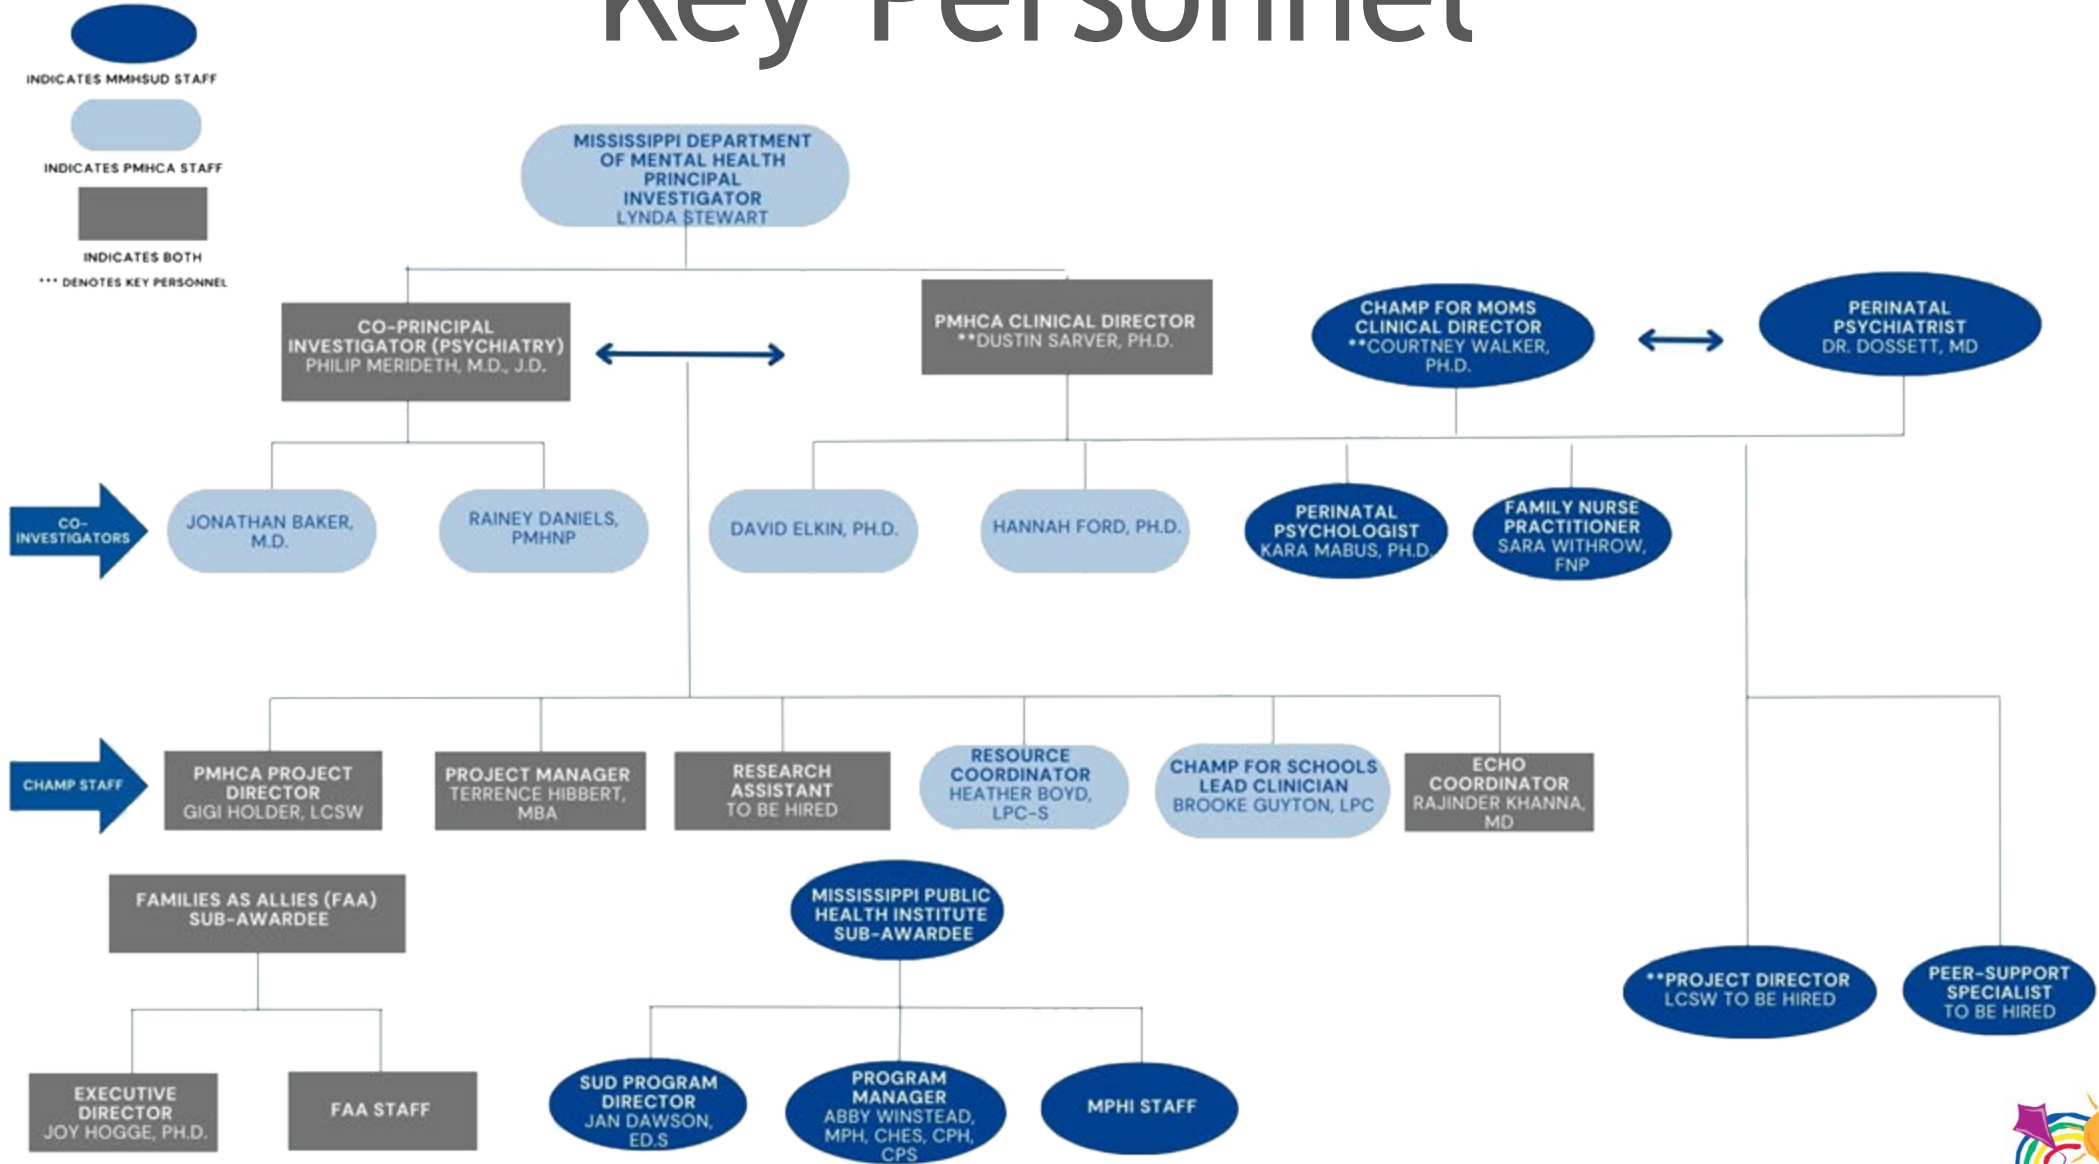 Key Personnel
INDICATES MMHSUD STAFF
INDICATES PMHCA STAFF
INDICATES BOTH
*** DENOTES KEY PERSONNEL
MISSISSIPPI DEPARTMENT
OF MENTAL HEALTH
PRINCIPAL
INVESTIGATOR
LYNDA STEWART
CO-PRINCIPAL
INVESTIGATOR (PSYCHIATRY)
PHILIP MERIDETH, M.D., J.D.
PMHCA CLINICAL DIRECTOR
**DUSTIN SARVER, PH.D.
CHAMP FOR MOMS
CLINICAL DIRECTOR
**COURTNEY WALKER,
PH.D.
PERINATAL
PSYCHIATRIST
DR. DOSSETT, MD
CO-
INVESTIGATORS
JONATHAN BAKER,
M.D.
RAINEY DANIELS,
PMHNP
DAVID ELKIN, PH.D.
HANNAH FORD, PH.D.
PERINATAL
PSYCHOLOGIST
KARA MABUS, PH.D.
FAMILY NURSE
PRACTITIONER
SARA WITHROW,
FNP
CHAMP STAFF
PMHCA PROJECT
DIRECTOR
GIGI HOLDER, LCSW
PROJECT MANAGER
TERRENCE HIBBERT,
MBA
RESEARCH
ASSISTANT
TO BE HIRED
RESOURCE
COORDINATOR
HEATHER BOYD,
LPC-S
CHAMP FOR SCHOOLS
LEAD CLINICIAN
BROOKE GUYTON, LPC
ECHO
COORDINATOR
RAJINDER KHANNA,
MD
FAMILIES AS ALLIES (FAA)
SUB-AWARDEE
MISSISSIPPI PUBLIC
HEALTH INSTITUTE
SUB-AWARDEE
**PROJECT DIRECTOR
LCSW TO BE HIRED
PEER-SUPPORT
SPECIALIST
TO BE HIRED
EXECUTIVE
DIRECTOR
JOY HOGGE, PH.D.
FAA STAFF
SUD PROGRAM
DIRECTOR
JAN DAWSON,
ED.S
PROGRAM
MANAGER
ABBY WINSTEAD,
MPH, CHES, CPH,
CPS
MPHI STAFF